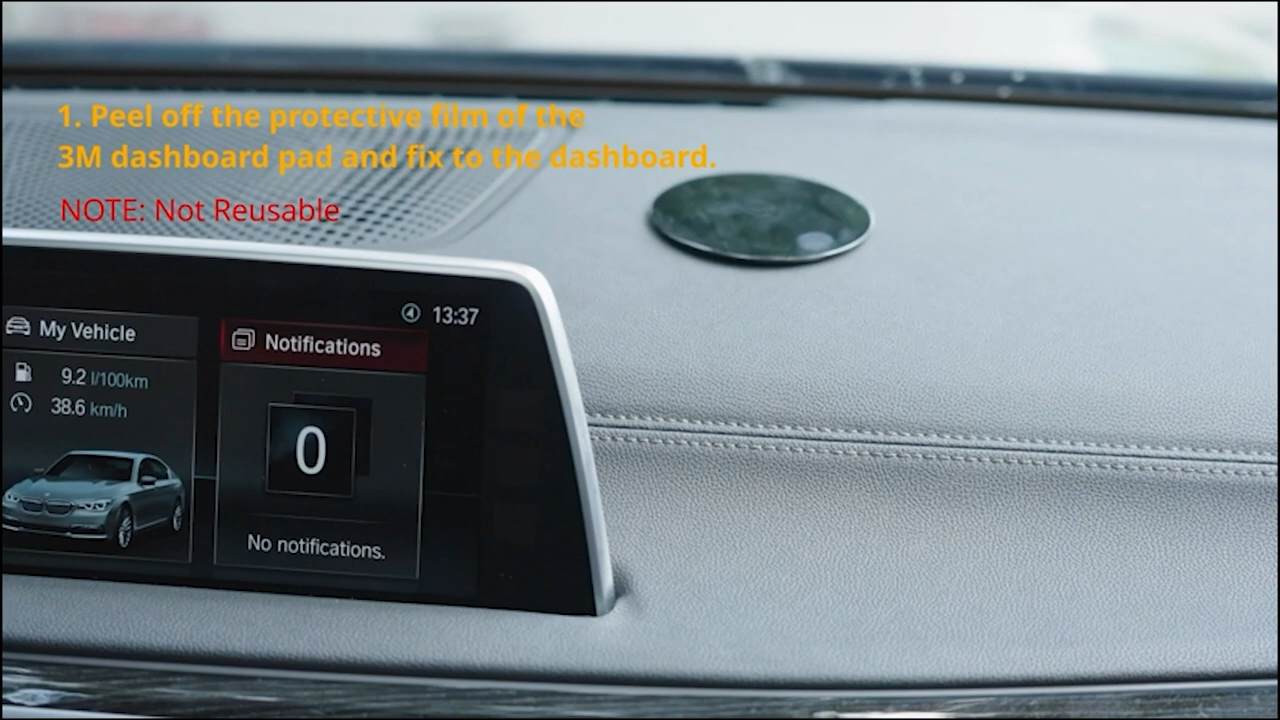 1. Peel off the protective film of the
3M dashboard pad and fix to the dashboard.
NOTE: Not Reusable
13:37
My Vehicle
Notifications
9.2 l/100km
38.6 km/h
0
No notifications.